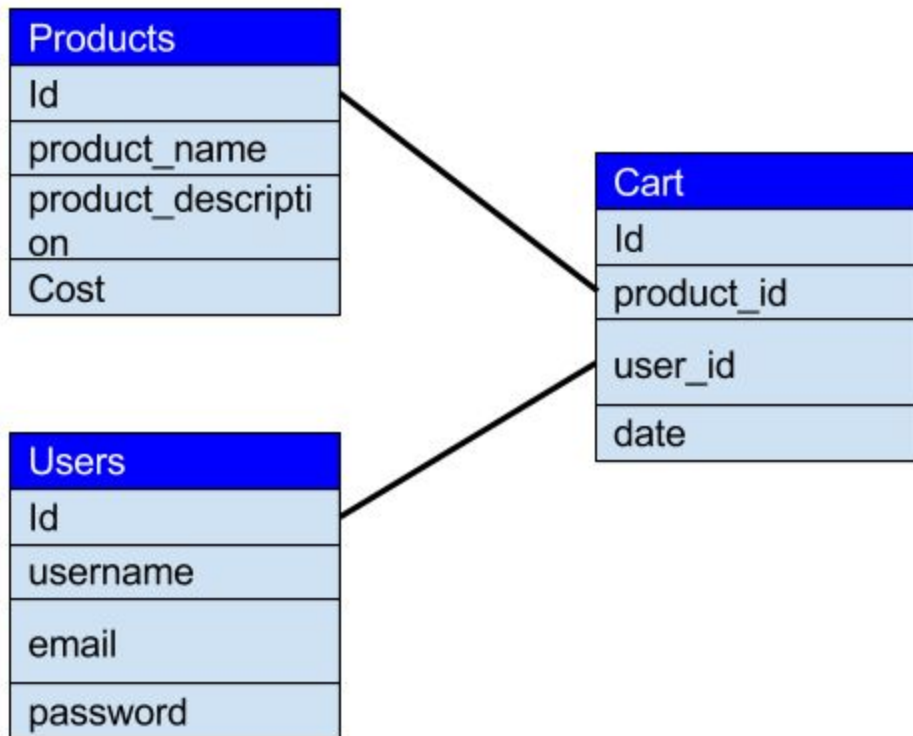 Products
Id
product_name
product_descripti
on
Cost
Cart
Id
product_id
user_id
date
Users
Id
username
email
password